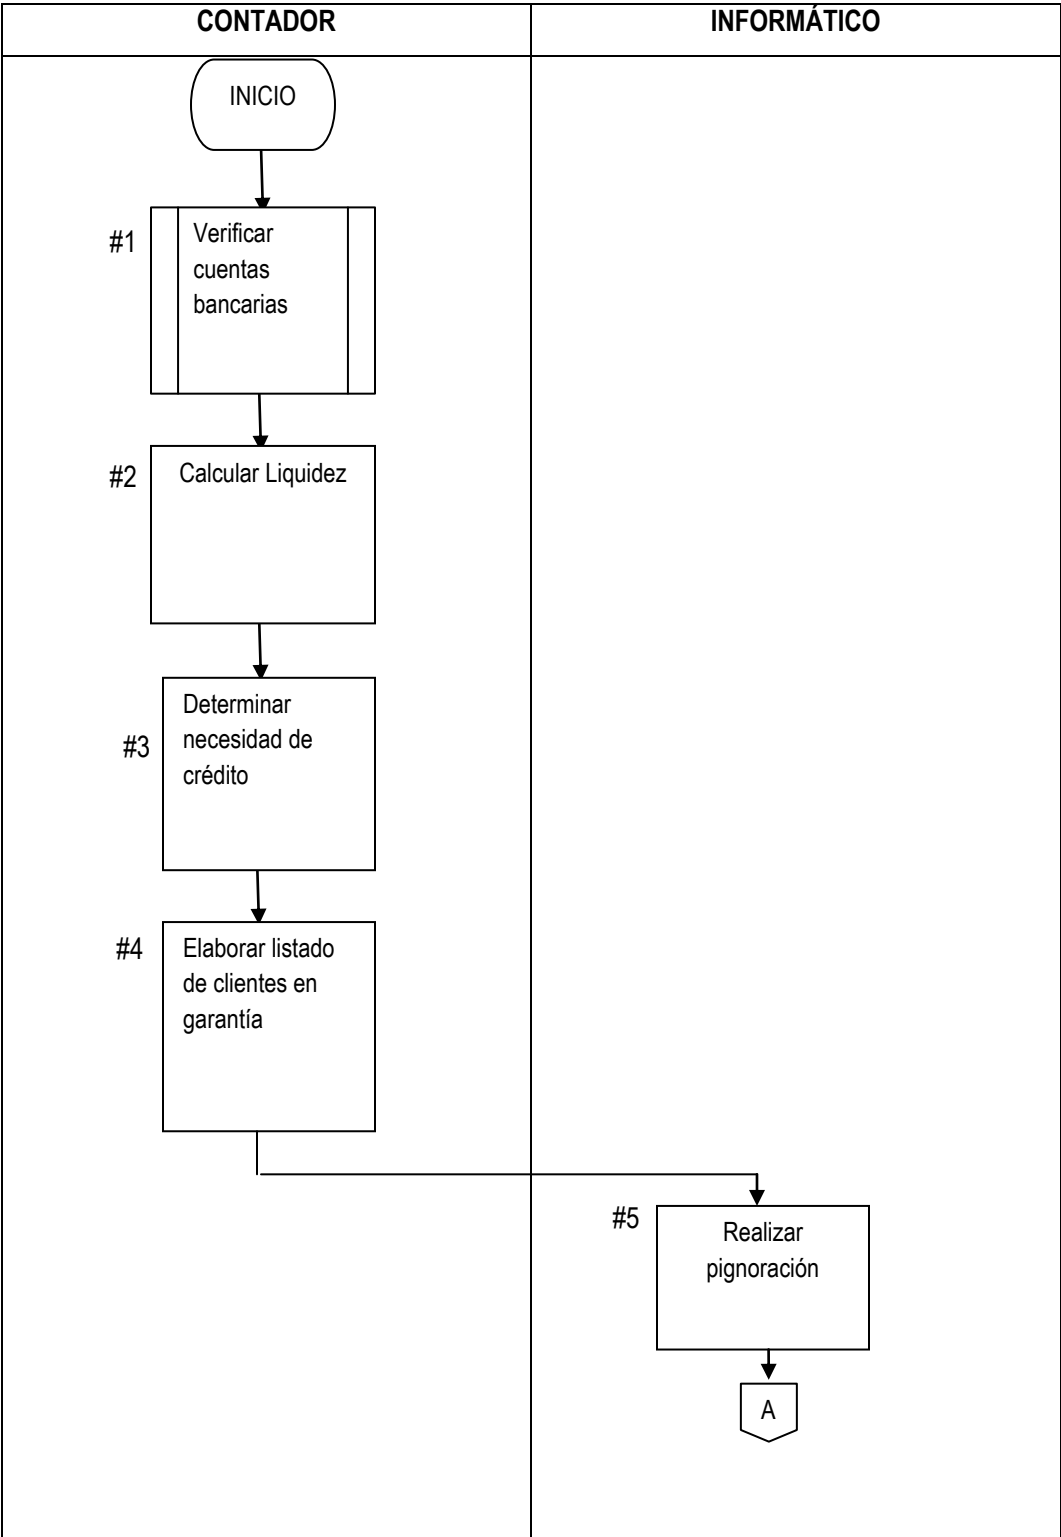 CONTADOR
INFORMÁTICO
INICIO
#1
Verificar
cuentas
bancarias
#2
Calcular Liquidez
#3
Determinar
necesidad de
crédito
#4
Elaborar listado
de clientes en
garantía
#5
Realizar
pignoración
A